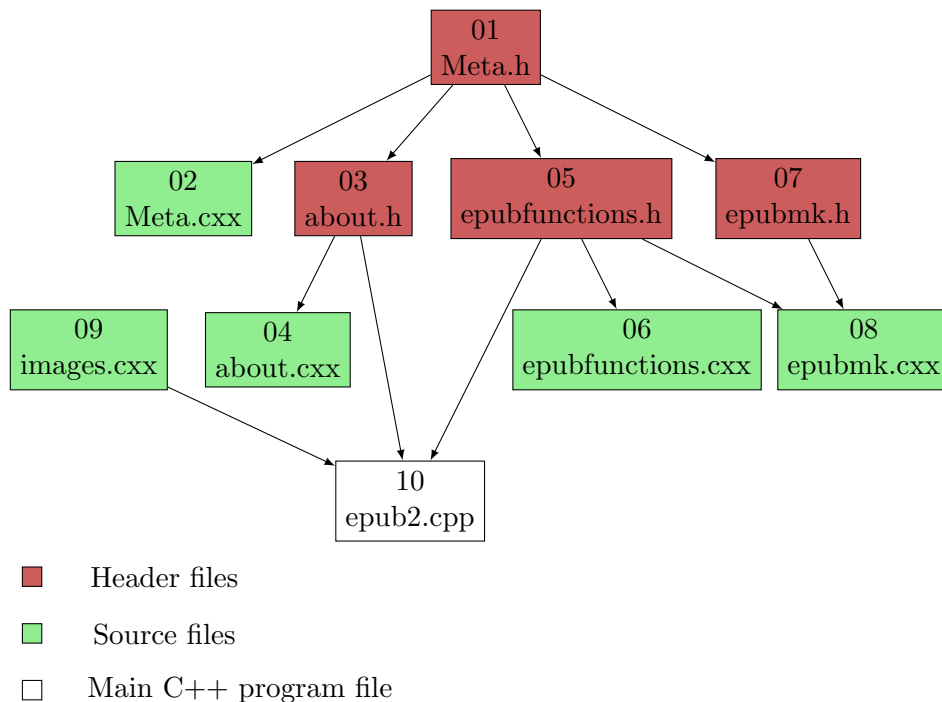 01
Meta.h
02
Meta.cxx
03
about.h
05
epubfunctions.h
07
epubmk.h
09
images.cxx
04
about.cxx
06
epubfunctions.cxx
08
epubmk.cxx
10
epub2.cpp
Header files
Source files
Main C++ program file